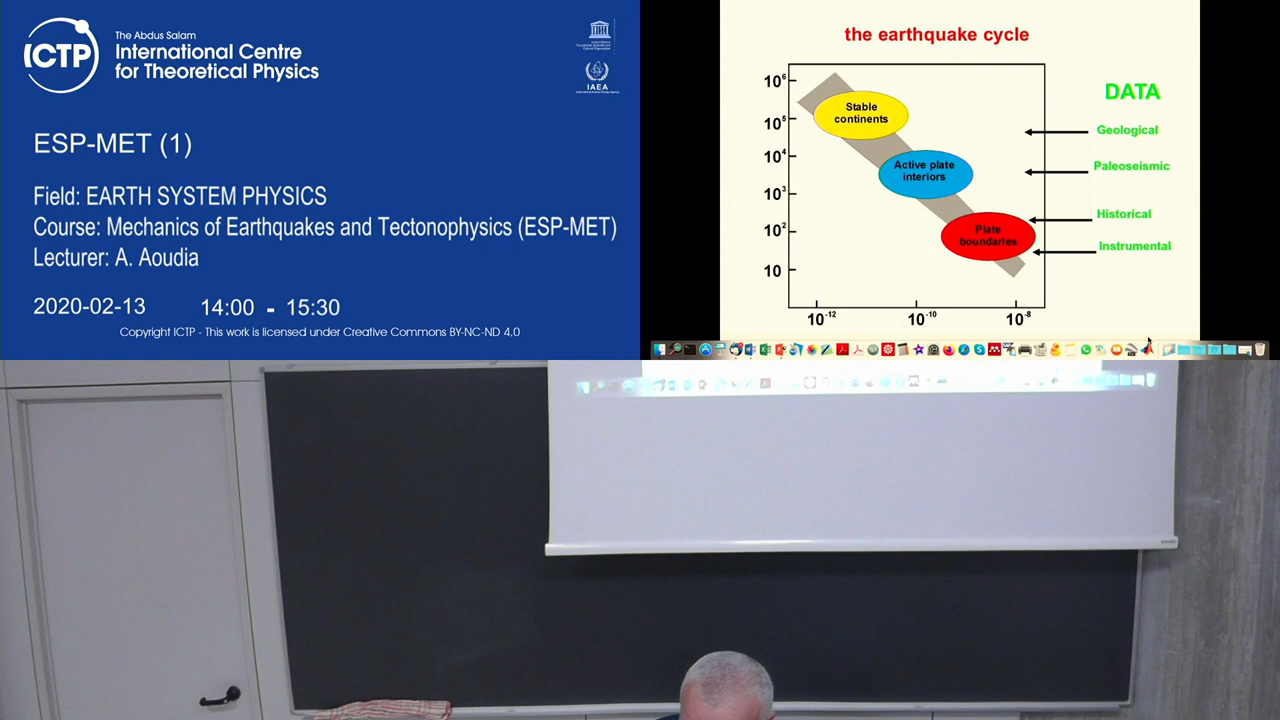 ICTP
The Abdus Salam
International Centre
for Theoretical Physics
IAEA
ESP-MET (1)
Field: EARTH SYSTEM PHYSICS
Course: Mechanics of Earthquakes and Tectonophysics (ESP-MET)
Lecturer: A. Aoudia
2020-02-13 14:00 - 15:30
Copyright ICTP - This work is licensed under Creative Commons BY-NC-ND 4.0
the earthquake cycle
10⁶
10⁵
10⁴
10³
10²
10
Stable
continents
Active plate
interiors
Plate
boundaries
10⁻¹²
10⁻¹⁰
10⁻⁸
DATA
Geological
Paleoseismic
Historical
Instrumental